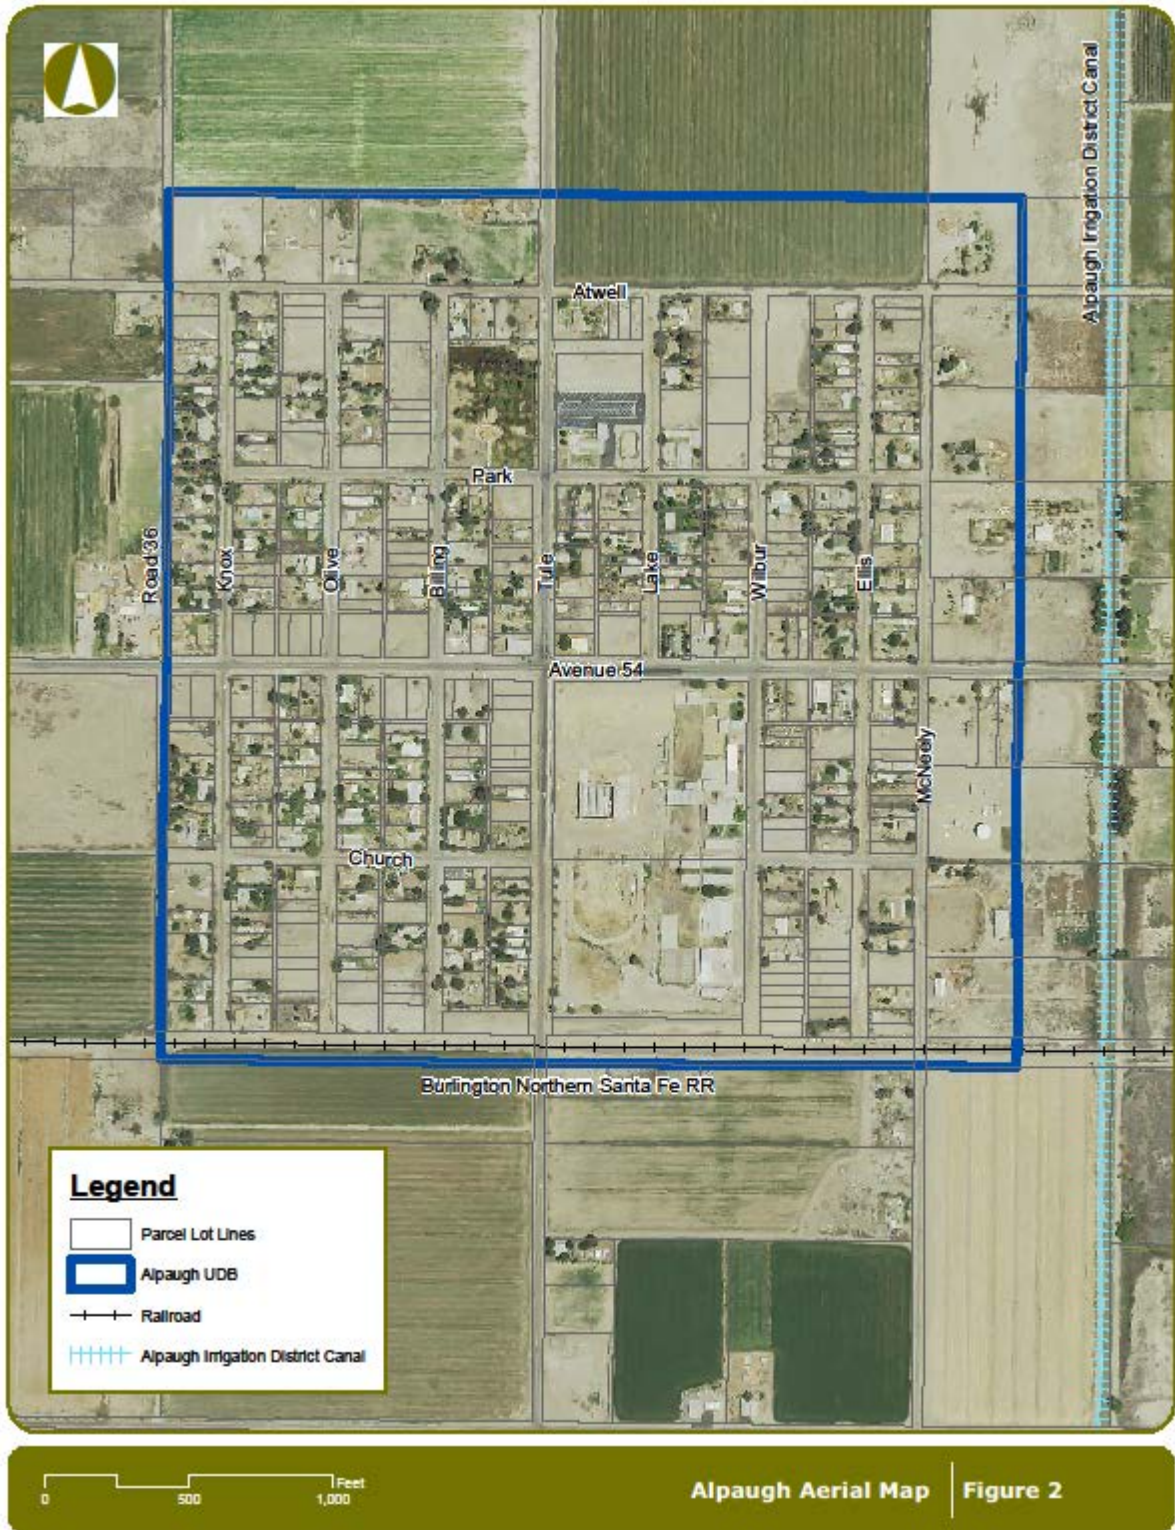 Alpaugh Irrigation District Canal
Atwell
Park
Road 36
Knox
Olive
Billing
Tule
Lake
Wilbur
Ellis
Avenue 54
McNeely
Church
Burlington Northern Santa Fe RR
Legend
Parcel Lot Lines
Alpaugh UDB
Railroad
Alpaugh Irrigation District Canal
Feet
0 500 1,000
Alpaugh Aerial Map Figure 2